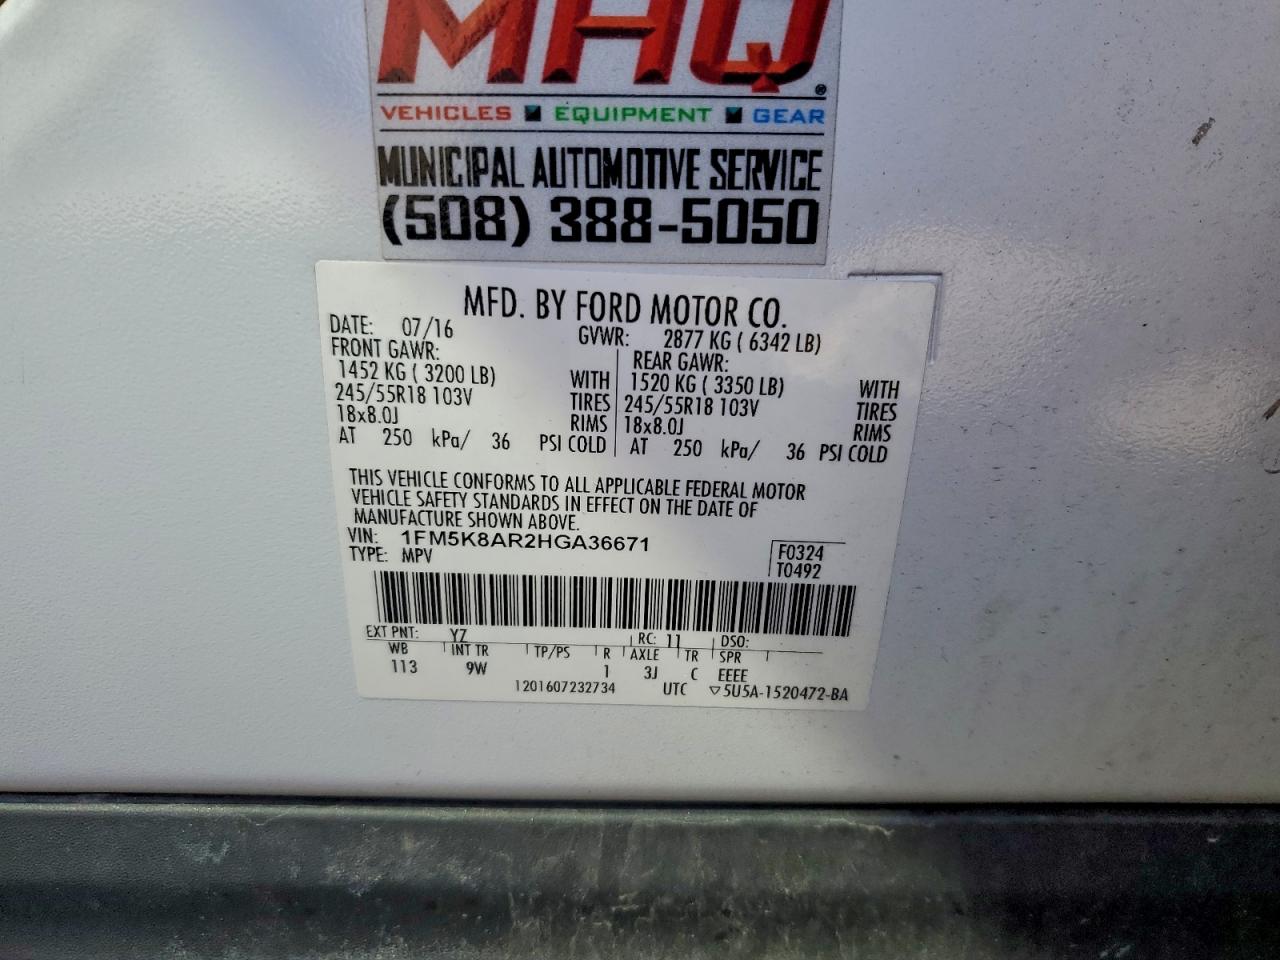 MHQ®
VEHICLES EQUIPMENT GEAR
MUNICIPAL AUTOMOTIVE SERVICE
(508) 388-5050
MFD. BY FORD MOTOR CO.
DATE: 07/16 GVWR: 2877 KG ( 6342 LB)
FRONT GAWR: REAR GAWR:
1452 KG ( 3200 LB) WITH 1520 KG ( 3350 LB) WITH
245/55R18 103V TIRES 245/55R18 103V TIRES
18x8.0J RIMS 18x8.0J RIMS
AT 250 kPa/ 36 PSI COLD AT 250 kPa/ 36 PSI COLD
THIS VEHICLE CONFORMS TO ALL APPLICABLE FEDERAL MOTOR
VEHICLE SAFETY STANDARDS IN EFFECT ON THE DATE OF
MANUFACTURE SHOWN ABOVE.
VIN: 1FM5K8AR2HGA36671 F0324
TYPE: MPV T0492
EXT PNT: YZ RC: 11 DSO:
WB INT TR TP/PS R AXLE TR SPR
113 9W 1 3J C EEEE
1201607232734 UTC ▽5U5A-1520472-BA